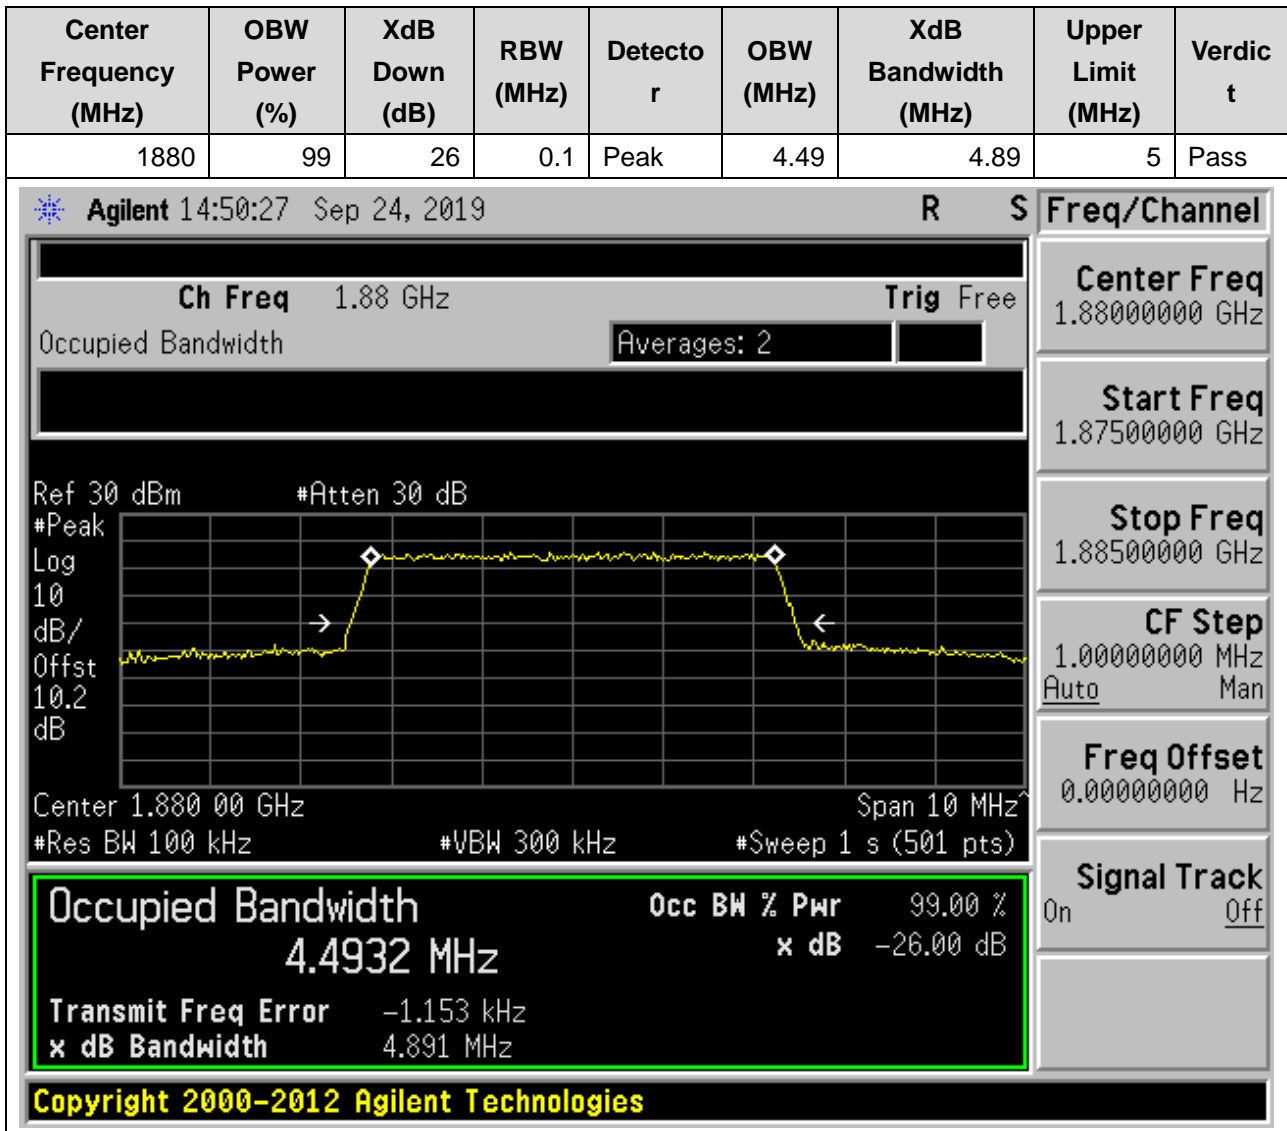 Center Frequency (MHz) OBW Power (%) XdB Down (dB) RBW (MHz) Detecto r OBW (MHz) XdB Bandwidth (MHz) Upper Limit (MHz) Verdic t
1880 99 26 0.1 Peak 4.49 4.89 5 Pass
Agilent 14:50:27 Sep 24, 2019 R S Freq/Channel
Ch Freq 1.88 GHz Trig Free
Occupied Bandwidth Averages: 2
Center Freq
1.88000000 GHz
Start Freq
1.87500000 GHz
Stop Freq
1.88500000 GHz
CF Step
1.00000000 MHz
Auto Man
Freq Offset
0.00000000 Hz
Signal Track
On Off
Ref 30 dBm #Atten 30 dB
#Peak
Log
10
dB/
Offst
10.2
dB
Center 1.880 00 GHz Span 10 MHz^
#Res BW 100 kHz #VBW 300 kHz #Sweep 1 s (501 pts)
Occupied Bandwidth Occ BW % Pwr 99.00 %
4.4932 MHz x dB -26.00 dB
Transmit Freq Error -1.153 kHz
x dB Bandwidth 4.891 MHz
Copyright 2000-2012 Agilent Technologies